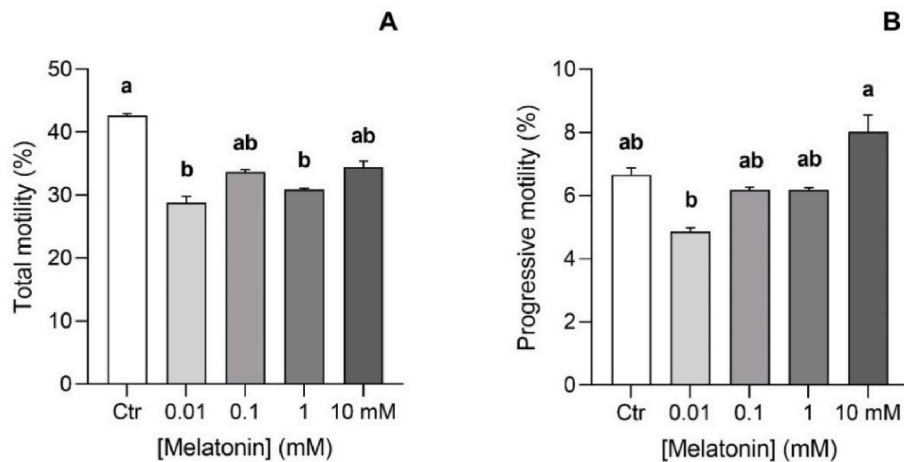 A
Total motility (%)
50
40
30
20
10
0
a
b
ab
b
ab
Ctr 0.01 0.1 1 10 mM
[Melatonin] (mM)
B
Progressive motility (%)
10
8
6
4
2
0
ab
b
ab
ab
a
Ctr 0.01 0.1 1 10 mM
[Melatonin] (mM)